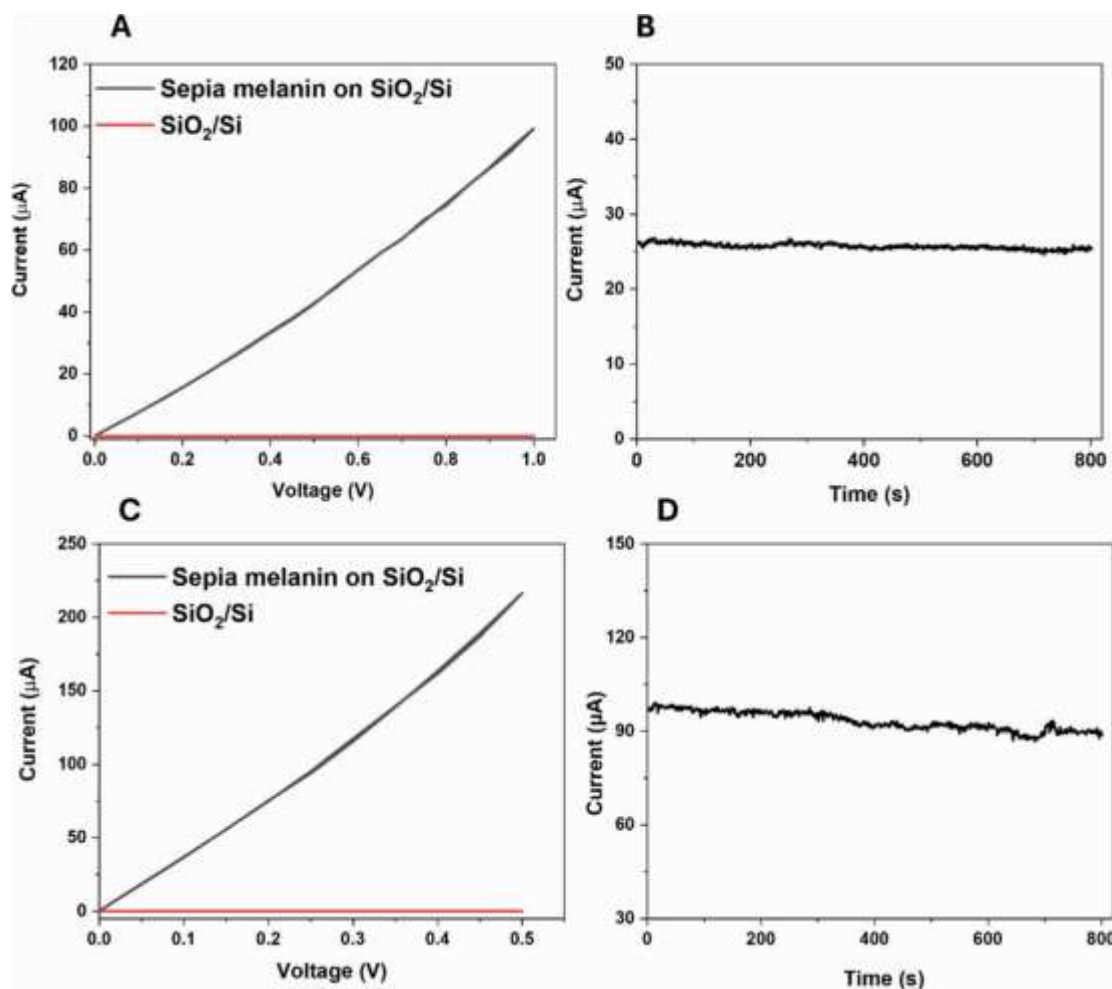 A
120
100
80
60
40
20
0
Current (μA)
Sepia melanin on SiO₂/Si
SiO₂/Si
0.0 0.2 0.4 0.6 0.8 1.0
Voltage (V)
B
50
40
30
20
10
0
Current (μA)
0 200 400 600 800
Time (s)
C
250
200
150
100
50
0
Current (μA)
Sepia melanin on SiO₂/Si
SiO₂/Si
0.0 0.1 0.2 0.3 0.4 0.5
Voltage (V)
D
150
120
90
60
30
Current (μA)
0 200 400 600 800
Time (s)